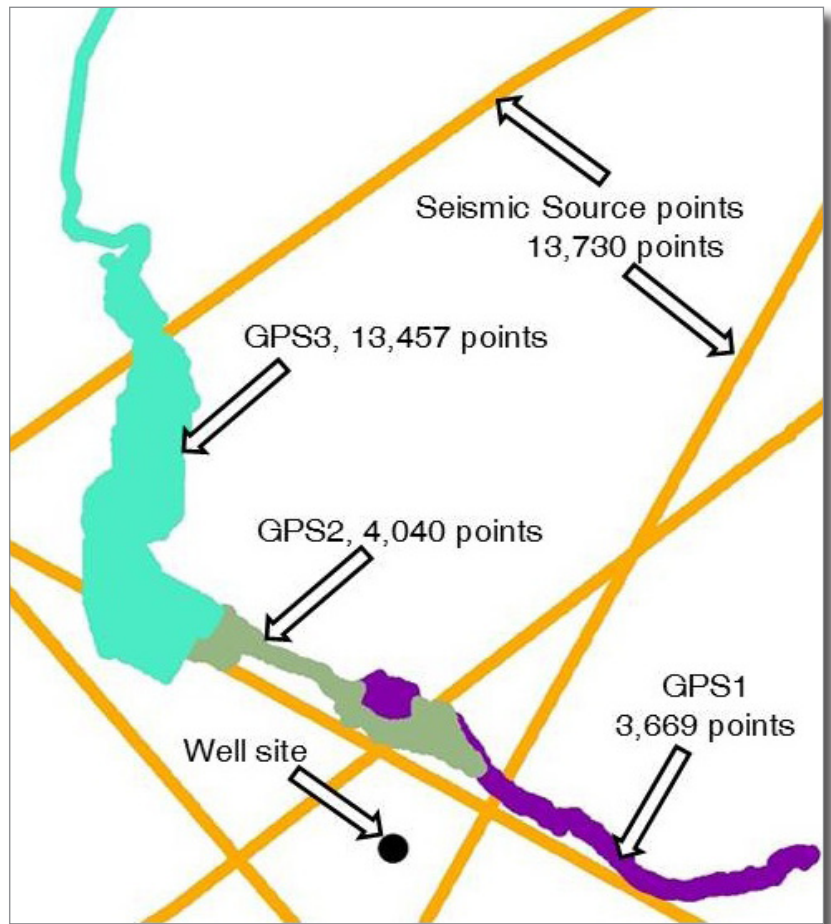 Seismic Source points
13,730 points
GPS3, 13,457 points
GPS2, 4,040 points
GPS1
3,669 points
Well site